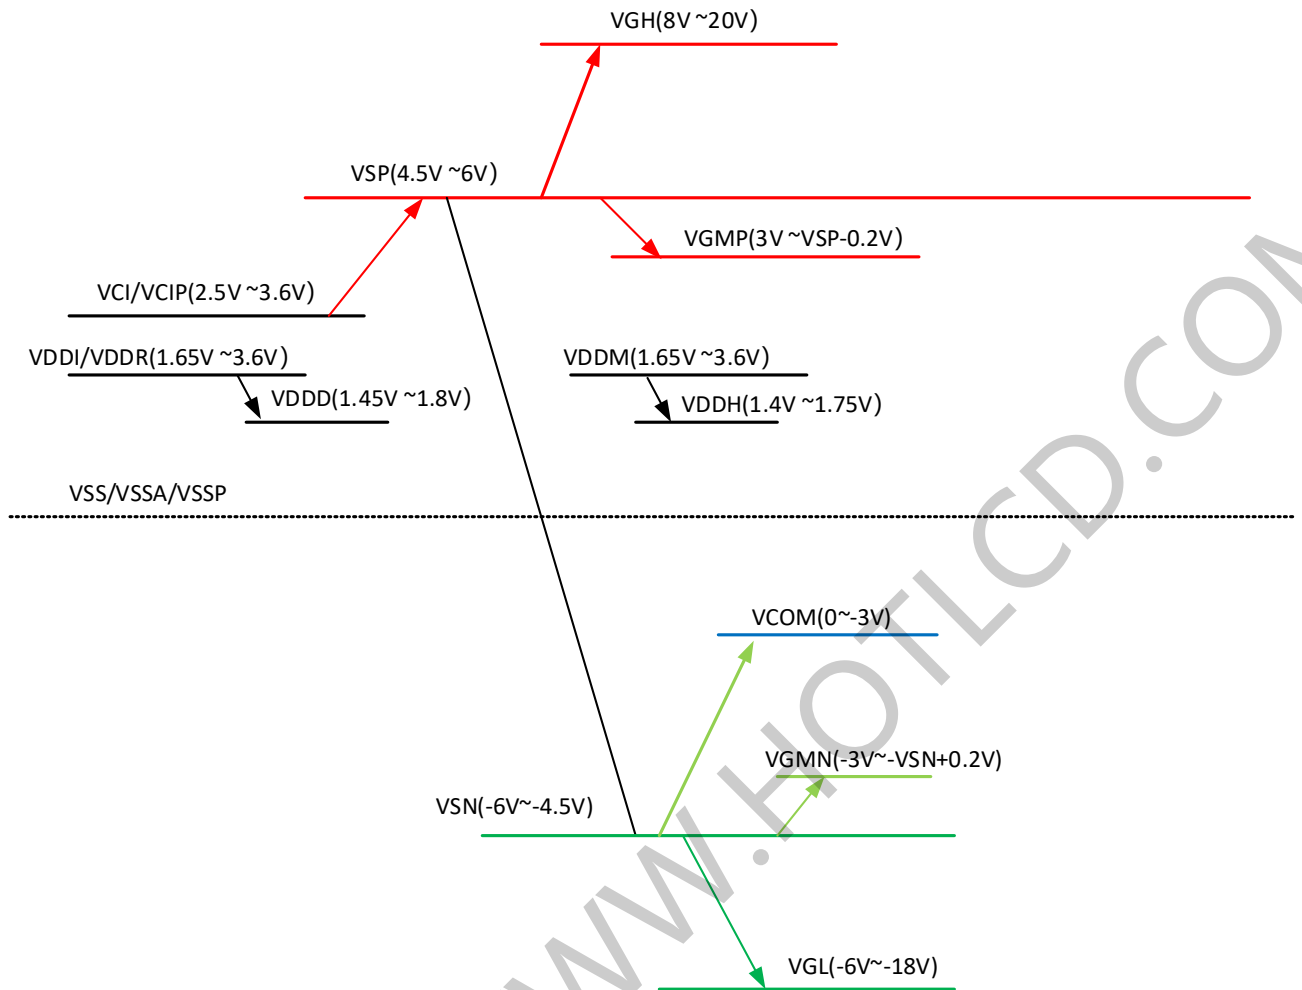 VGH(8V ~20V)
VSP(4.5V ~6V)
VGMP(3V ~VSP-0.2V)
VCI/VCIP(2.5V ~3.6V)
VDDI/VDDR(1.65V ~3.6V)
VDDM(1.65V ~3.6V)
VDDD(1.45V ~1.8V)
VDDH(1.4V ~1.75V)
VSS/VSSA/VSSP
VCOM(0~-3V)
VGMN(-3V~-VSN+0.2V)
VSN(-6V~-4.5V)
VGL(-6V~-18V)
WW.HOTLCD.COM